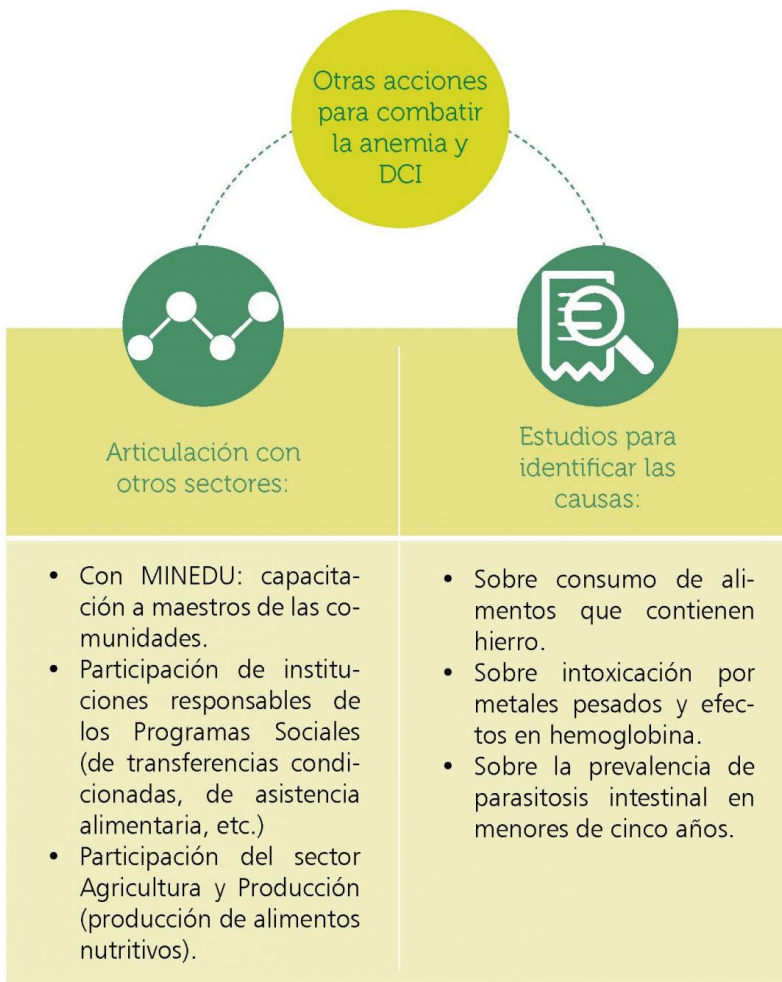 Otras acciones
para combatir
la anemia y
DCI
Articulación con
otros sectores:
• Con MINEDU: capacita-
ción a maestros de las co-
munidades.
• Participación de institu-
ciones responsables de
los Programas Sociales
(de transferencias condi-
cionadas, de asistencia
alimentaria, etc.)
• Participación del sector
Agricultura y Producción
(producción de alimentos
nutritivos).
Estudios para
identificar las
causas:
• Sobre consumo de ali-
mentos que contienen
hierro.
• Sobre intoxicación por
metales pesados y efec-
tos en hemoglobina.
• Sobre la prevalencia de
parasitosis intestinal en
menores de cinco años.